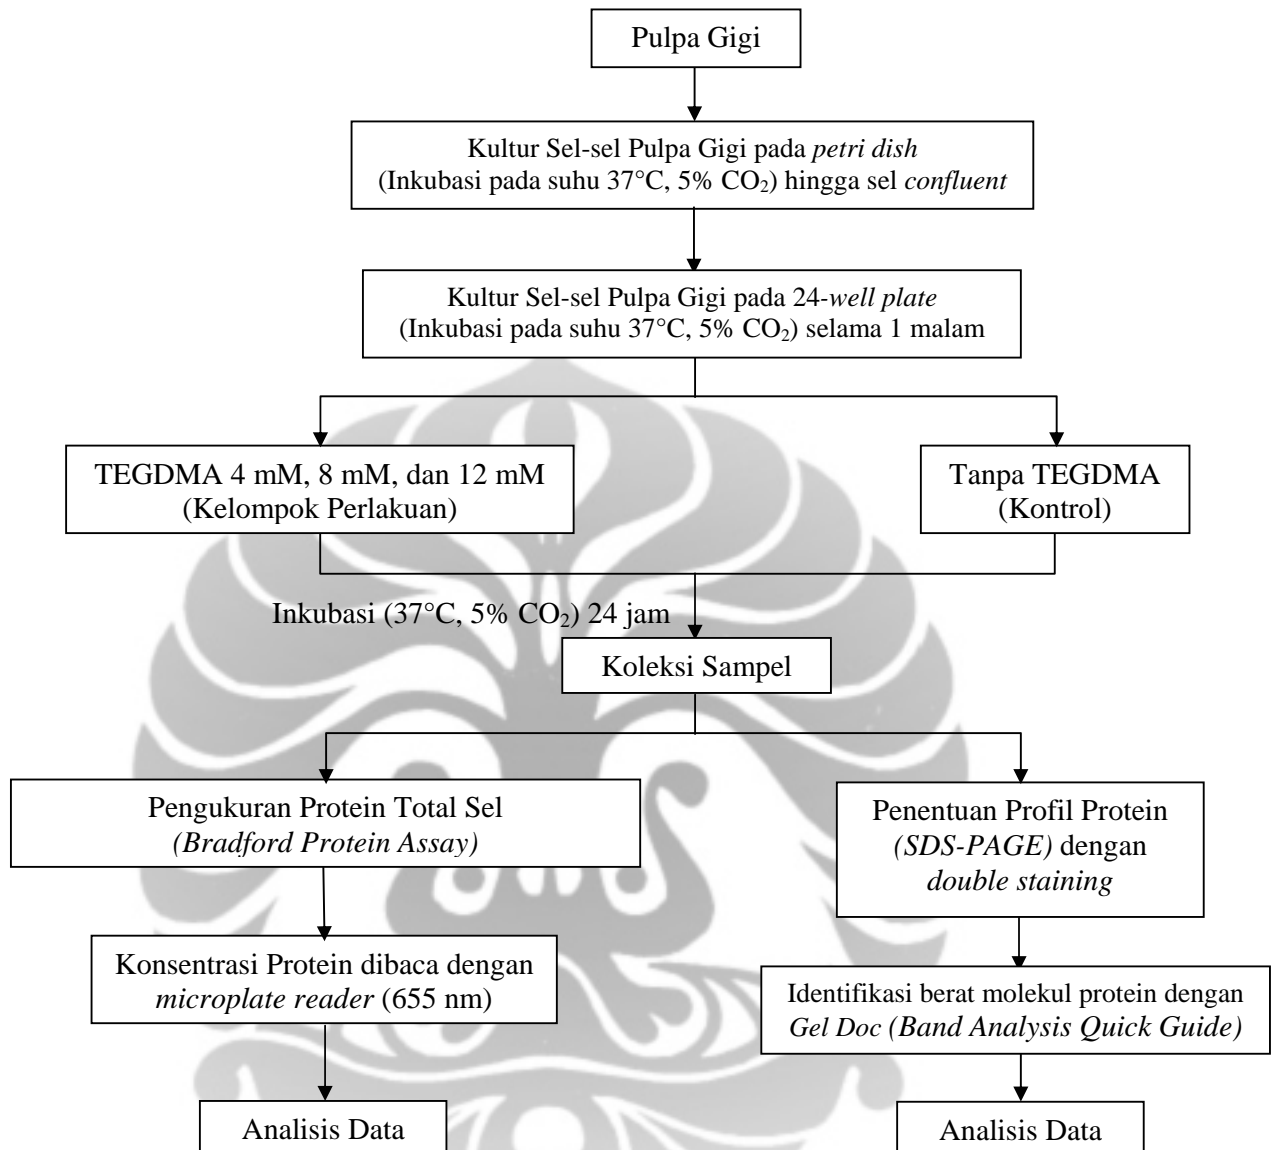 Pulpa Gigi
Kultur Sel-sel Pulpa Gigi pada petri dish
(Inkubasi pada suhu 37°C, 5% CO₂) hingga sel confluent
Kultur Sel-sel Pulpa Gigi pada 24-well plate
(Inkubasi pada suhu 37°C, 5% CO₂) selama 1 malam
TEGDMA 4 mM, 8 mM, dan 12 mM
(Kelompok Perlakuan)
Tanpa TEGDMA
(Kontrol)
Inkubasi (37°C, 5% CO₂) 24 jam
Koleksi Sampel
Pengukuran Protein Total Sel
(Bradford Protein Assay)
Penentuan Profil Protein
(SDS-PAGE) dengan
double staining
Konsentrasi Protein dibaca dengan
microplate reader (655 nm)
Identifikasi berat molekul protein dengan
Gel Doc (Band Analysis Quick Guide)
Analisis Data
Analisis Data